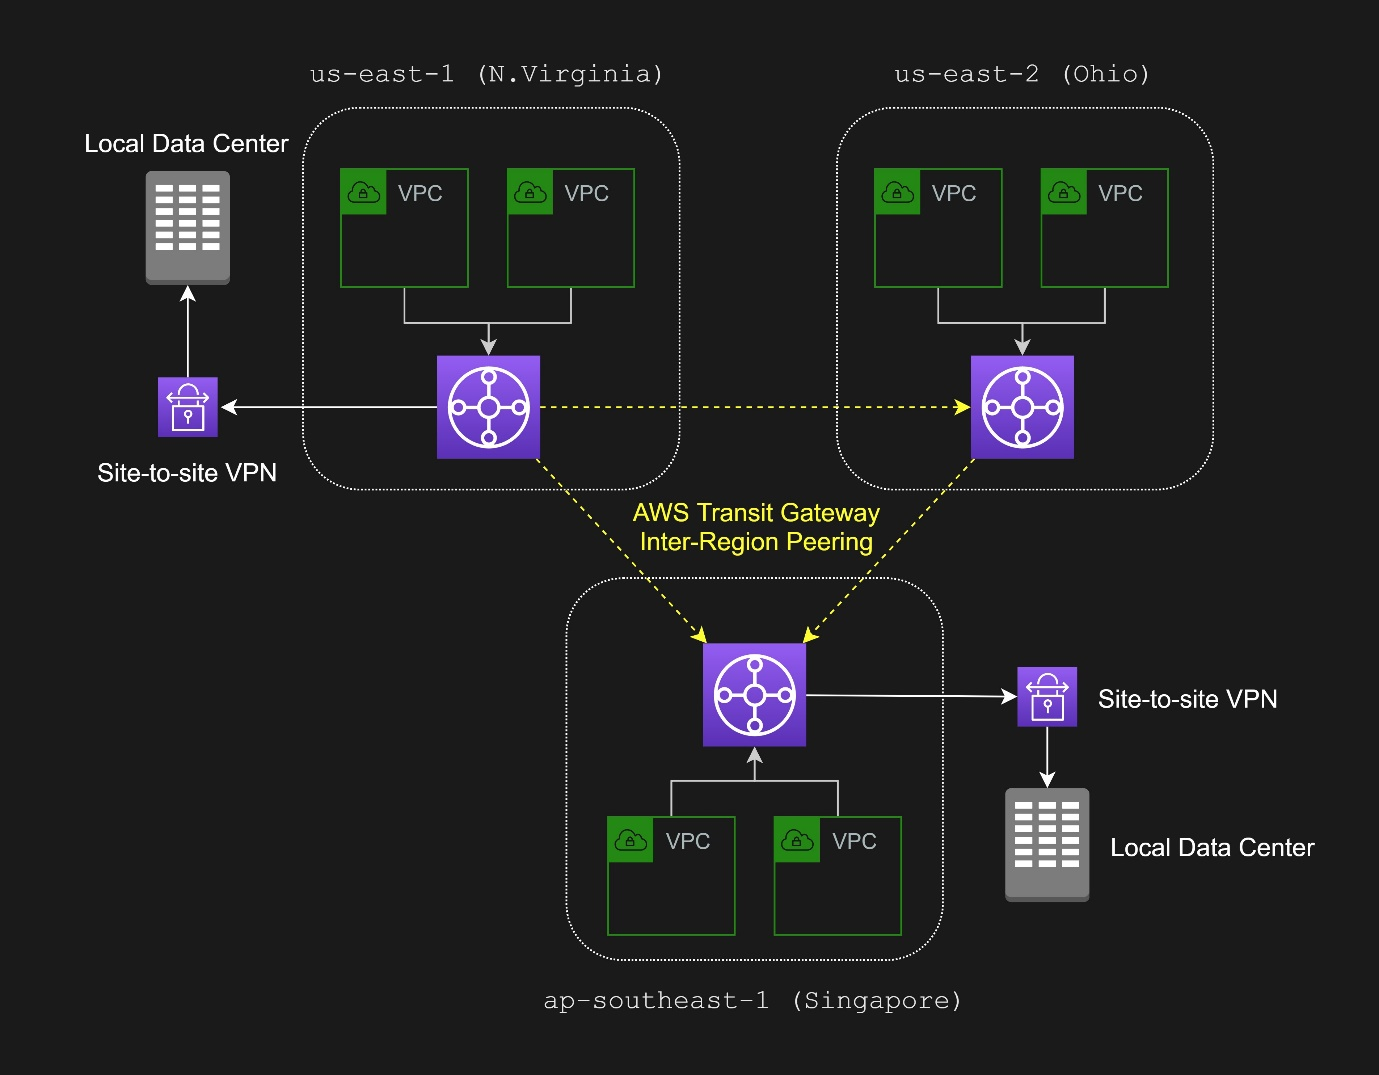 us-east-1 (N.Virginia)
us-east-2 (Ohio)
Local Data Center
VPC
VPC
VPC
VPC
Site-to-site VPN
AWS Transit Gateway
Inter-Region Peering
Site-to-site VPN
VPC
VPC
Local Data Center
ap-southeast-1 (Singapore)